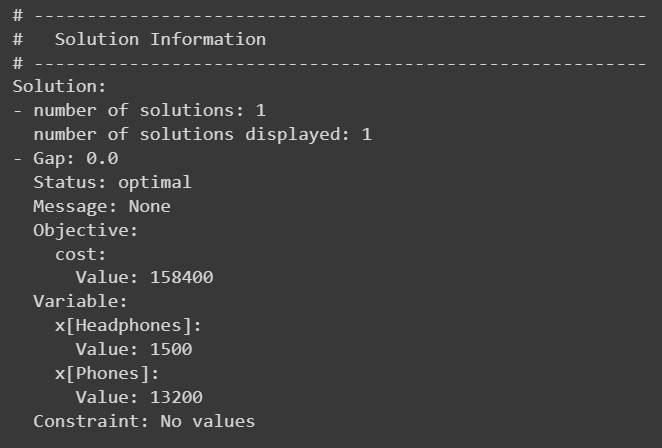 # ----------------------------------------------------------
#   Solution Information
# ----------------------------------------------------------
Solution:
- number of solutions: 1
  number of solutions displayed: 1
- Gap: 0.0
  Status: optimal
  Message: None
  Objective:
    cost:
      Value: 158400
  Variable:
    x[Headphones]:
      Value: 1500
    x[Phones]:
      Value: 13200
  Constraint: No values